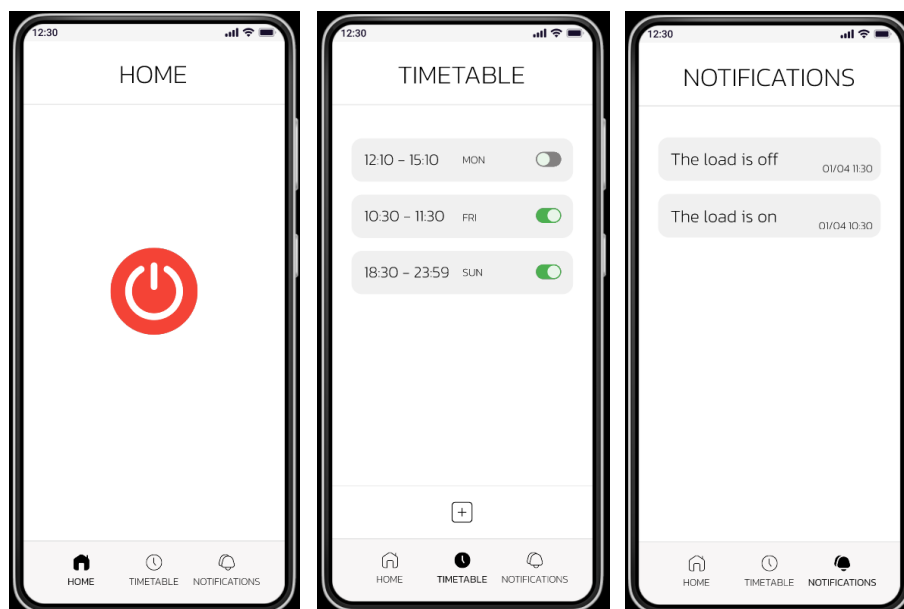 12:30
HOME
HOME TIMETABLE NOTIFICATIONS
12:30
TIMETABLE
12:10 - 15:10 MON
10:30 - 11:30 FRI
18:30 - 23:59 SUN
HOME TIMETABLE NOTIFICATIONS
12:30
NOTIFICATIONS
The load is off
01/04 11:30
The load is on
01/04 10:30
HOME TIMETABLE NOTIFICATIONS